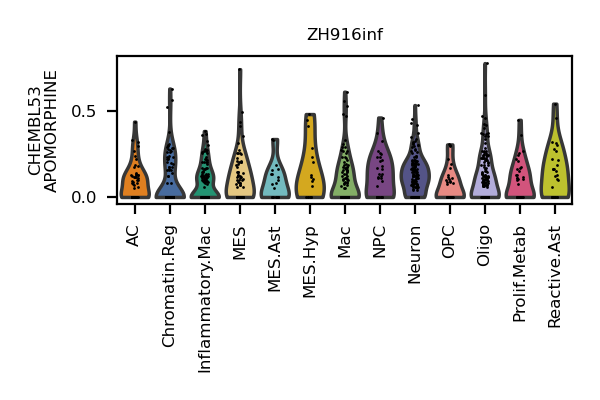 ZH916inf
CHEMBL53
APOMORPHINE
0.5
0.0
AC
Chromatin.Reg
Inflammatory.Mac
MES
MES.Ast
MES.Hyp
Mac
NPC
Neuron
OPC
Oligo
Prolif.Metab
Reactive.Ast